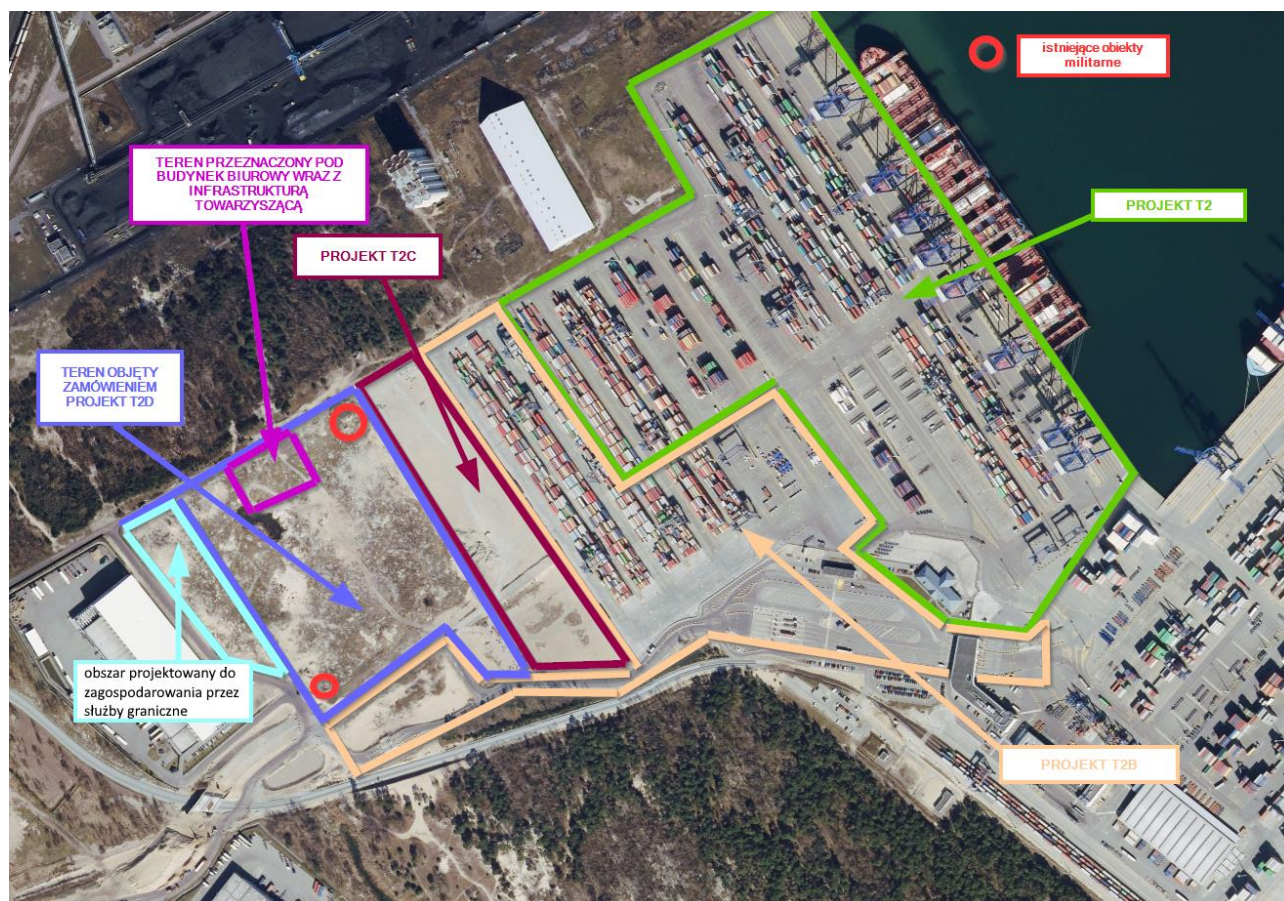 istniejące obiekty
militarne
TEREN PRZEZNACZONY POD
BUDYNEK BIUROWY WRAZ Z
INFRASTRUKTURĄ
TOWARZYSZĄCĄ
PROJEKT T2
PROJEKT T2C
TEREN OBJĘTY
ZAMÓWIENIEM
PROJEKT T2D
obszar projektowany do
zagospodarowania przez
służby graniczne
PROJEKT T2B